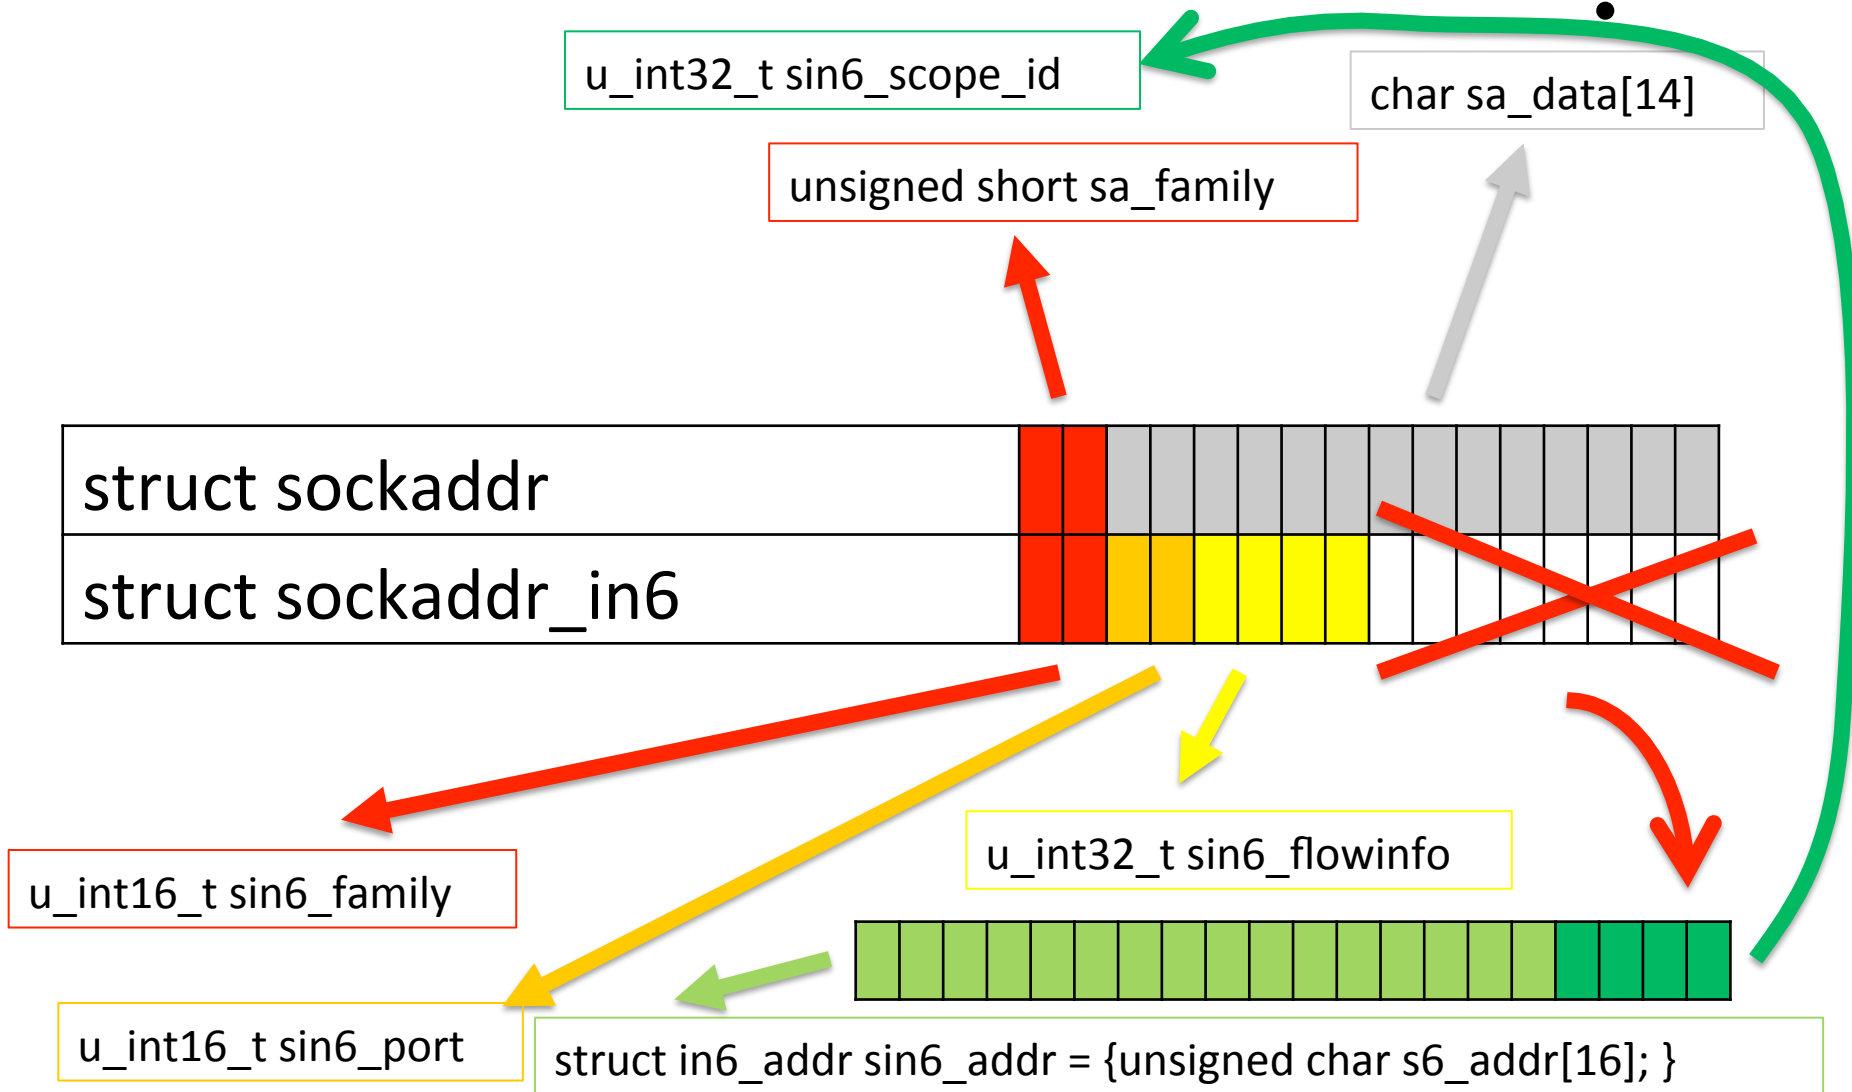 u_int32_t sin6_scope_id
char sa_data[14]
unsigned short sa_family
struct sockaddr
struct sockaddr_in6
u_int32_t sin6_flowinfo
u_int16_t sin6_family
u_int16_t sin6_port
struct in6_addr sin6_addr = {unsigned char s6_addr[16]; }